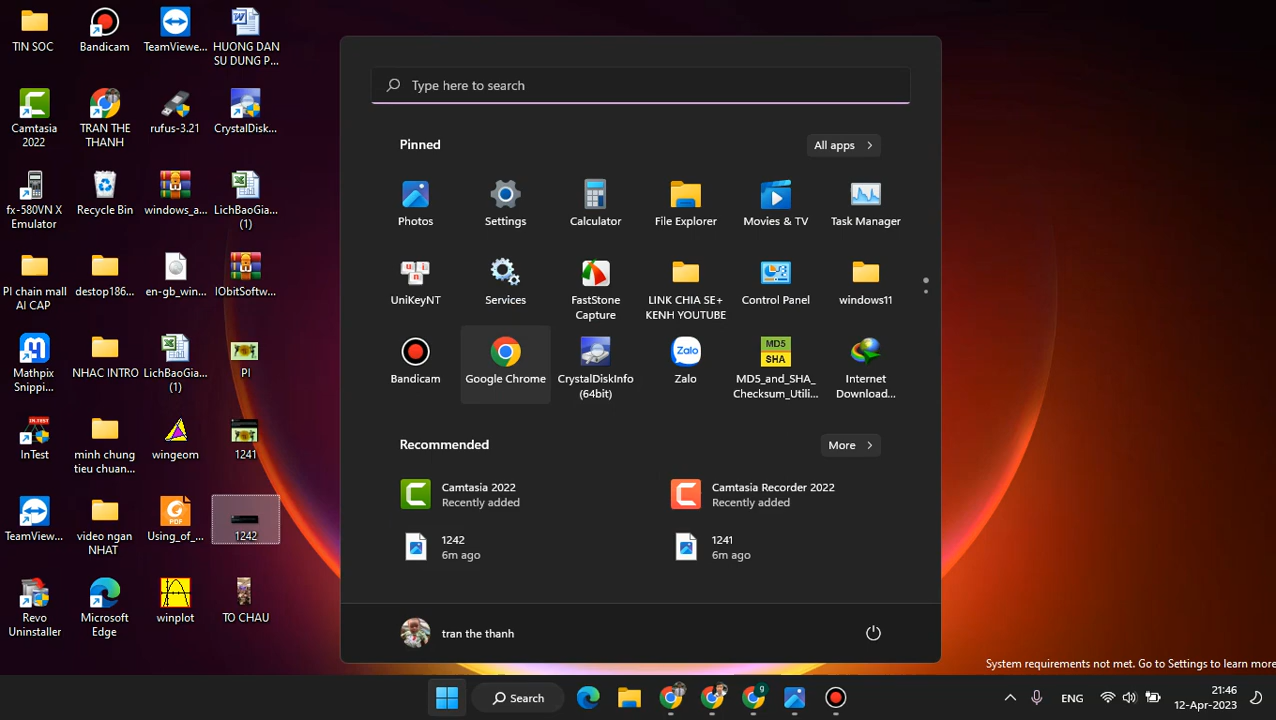 TIN SOC
Bandicam
TeamViewe...
HUONG DAN
SU DUNG P...
Camtasia
2022
TRAN THE
THANH
rufus-3.21
CrystalDisk...
fx-580VN X
Emulator
Recycle Bin
windows_a...
LichBaoGia...
(1)
PI chain mall
AI CAP
destop186...
en-gb_win...
IObitSoftw...
Mathpix
Snippi...
NHAC INTRO
LichBaoGia...
(1)
PI
InTest
minh chung
tieu chuan...
wingeom
1241
TeamView...
video ngan
NHAT
Using_of_...
1242
Revo
Uninstaller
Microsoft
Edge
winplot
TO CHAU
Type here to search
Pinned
All apps
Photos
Settings
Calculator
File Explorer
Movies & TV
Task Manager
UniKeyNT
Services
FastStone
Capture
LINK CHIA SE+
KENH YOUTUBE
Control Panel
windows11
Bandicam
Google Chrome
CrystalDiskInfo
(64bit)
Zalo
Zalo
MD5
SHA
MD5_and_SHA_
Checksum_Utili...
Internet
Download...
Recommended
More
Camtasia 2022
Recently added
Camtasia Recorder 2022
Recently added
1242
6m ago
1241
6m ago
tran the thanh
System requirements not met. Go to Settings to learn more
Search
9
ENG
21:46
12-Apr-2023